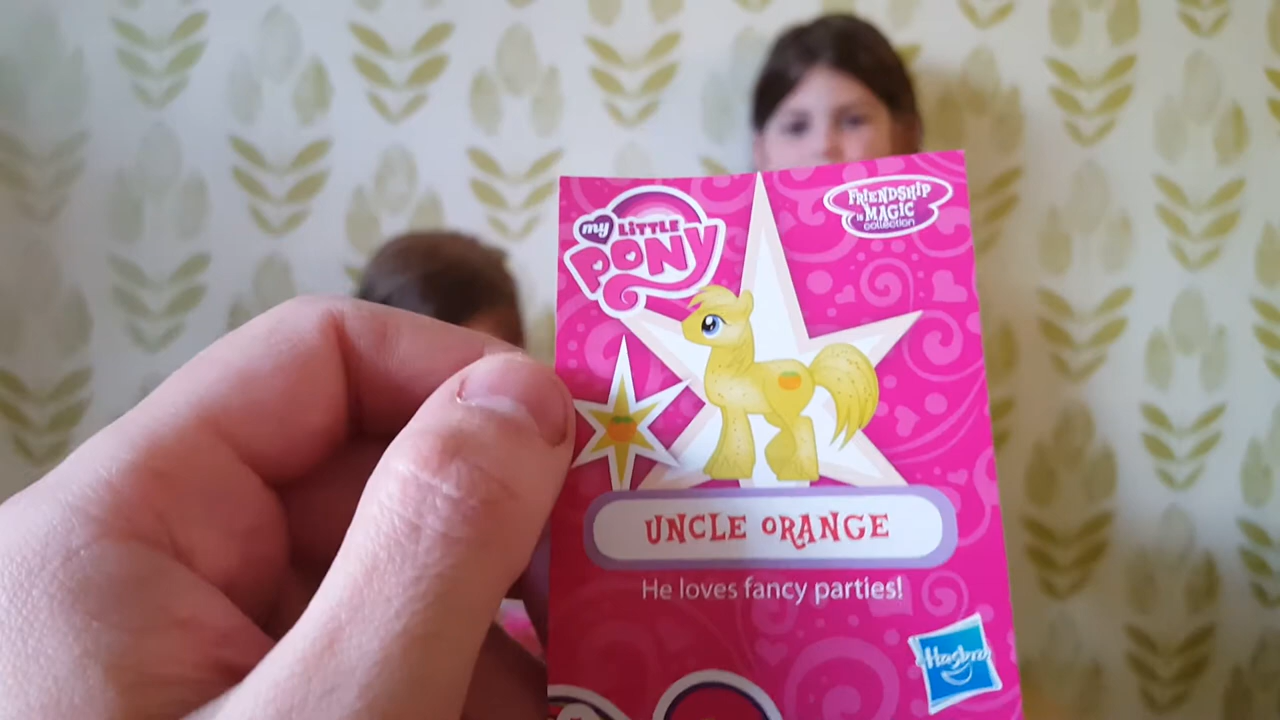 my LITTLE
PONY
FRIENDSHIP
is MAGIC
collection
UNCLE ORANGE
He loves fancy parties!
Hasbro